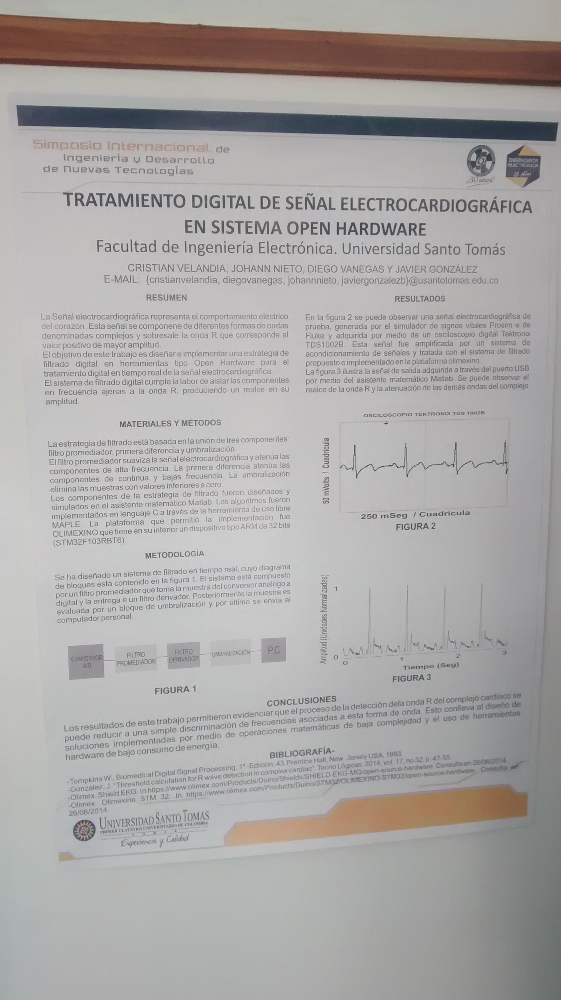 Simposio Internacional de
Ingeniería y Desarrollo
de Nuevas Tecnologías
¡30 años!
INGENIERÍA
ELECTRÓNICA
15 Años
TRATAMIENTO DIGITAL DE SEÑAL ELECTROCARDIOGRÁFICA
EN SISTEMA OPEN HARDWARE
Facultad de Ingeniería Electrónica. Universidad Santo Tomás
CRISTIAN VELANDIA, JOHANN NIETO, DIEGO VANEGAS Y JAVIER GONZÁLEZ
E-MAIL: {cristianvelandia, diegovanegas, johannnieto, javiergonzalezb}@usantotomas.edu.co
RESUMEN
La Señal electrocardiográfica representa el comportamiento eléctrico
del corazón. Esta señal se componene de diferentes formas de ondas
denominadas complejos y sobresale la onda R que corresponde al
valor positivo de mayor amplitud.
El objetivo de este trabajo es diseñar e implementar una estrategia de
filtrado digital en herramientas tipo Open Hardware para el
tratamiento digital en tiempo real de la señal electrocardiográfica.
El sistema de filtrado digital cumple la labor de aislar las componentes
en frecuencia ajenas a la onda R, produciendo un realce en su
amplitud.
MATERIALES Y MÉTODOS
La estrategia de filtrado está basada en la unión de tres componentes:
filtro promediador, primera diferencia y umbralización.
El filtro promediador suaviza la señal electrocardiográfica y atenúa las
componentes de alta frecuencia. La primera diferencia atenúa las
componentes de continua y bajas frecuencia. La umbralización
elimina las muestras con valores inferiores a cero.
Los componentes de la estrategia de filtrado fueron diseñados y
simulados en el asistente matemático Matlab. Los algoritmos fueron
implementados en lenguaje C a través de la herramienta de uso libre
MAPLE. La plataforma que permitió la implementación fue
OLIMEXINO que tiene en su interior un dispositivo tipo ARM de 32 bits
(STM32F103RBT6).
METODOLOGÍA
Se ha diseñado un sistema de filtrado en tiempo real, cuyo diagrama
de bloques está contenido en la figura 1. El sistema está compuesto
por un filtro promediador que toma la muestra del conversor análogo a
digital y la entrega e un filtro derivador. Posteriormente la muestra es
evaluada por un bloque de umbralización y por último se envía al
computador personal.
CONVERSOR
A/D
FILTRO
PROMEDIADOR
FILTRO
DERIVADOR
UMBRALIZACIÓN
P.C
FIGURA 1
RESULTADOS
En la figura 2 se puede observar una señal electrocardiográfica de
prueba, generada por el simulador de signos vitales Prosim e de
Fluke y adquirida por medio de un osciloscopio digital Tektronix
TDS1002B. Esta señal fue amplificada por un sistema de
acondicionamiento de señales y tratada con el sistema de filtrado
propuesto e implementado en la plataforma olimexino.
La figura 3 ilustra la señal de salida adquirida a través del puerto USB
por medio del asistente matemático Matlab. Se puede observar el
realce de la onda R y la atenuación de las demás ondas del complejo
OSCILOSCOPIO TEKTRONIX TDS 1002B
50 mVolts / Cuadrícula
250 mSeg / Cuadricula
FIGURA 2
Amplitud (Unidades Normalizadas)
1
0
0
1
2
3
Tiempo (Seg)
FIGURA 3
CONCLUSIONES
Los resultados de este trabajo permitieron evidenciar que el proceso de la detección dela onda R del complejo cardiaco se
puede reducir a una simple discriminación de frecuencias asociadas a esta forma de onda. Esto conlleva al diseño de
soluciones implementadas por medio de operaciones matemáticas de baja complejidad y el uso de herramientas
hardware de bajo consumo de energía.
BIBLIOGRAFÍA-
-Tompkins W., Biomedical Digital Signal Processing, 1ª -Edición, 43.Prentice Hall, New Jersey USA, 1993.
-Gonzalez, J. "Threshold calculation for R wave detection in complex cardiac". Tecno Lógicas, 2014, vol. 17, no 32, p. 47-55.
-Olimex. Shield EKG. In https://www.olimex.com/Products/Duino/Shields/SHIELD-EKG-MG/open-source-hardware. Consulta en 26/06/2014
-Olimex. Olimexino STM 32. In https://www.olimex.com/Products/Duino/STM32/OLIMEXINO-STM32/open-source-hardware. Consulta en
26/06/2014
UNIVERSIDAD SANTO TOMAS
PRIMER CLAUSTRO UNIVERSITARIO DE COLOMBIA
T U N J A
Experiencia y Calidad